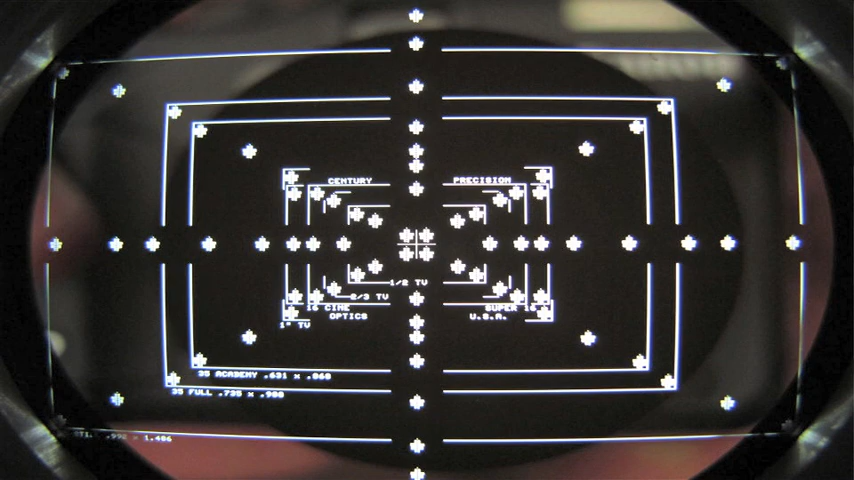 CENTURY PRECISION
1/2 TV
2/3 TV
16 CINE SUPER 16
OPTICS U.S.A.
1" TV
35 ACADEMY .631 x .868
35 FULL .735 x .980